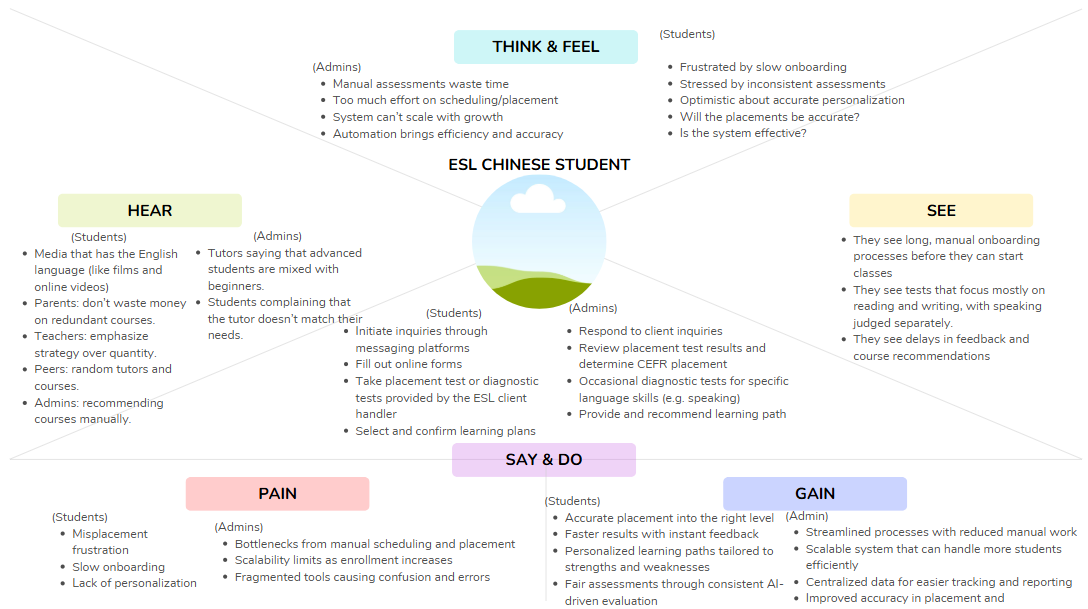 THINK & FEEL
(Admins)
Manual assessments waste time
Too much effort on scheduling/placement
System can't scale with growth
Automation brings efficiency and accuracy
(Students)
Frustrated by slow onboarding
Stressed by inconsistent assessments
Optimistic about accurate personalization
Will the placements be accurate?
Is the system effective?
ESL CHINESE STUDENT
HEAR
(Students)
Media that has the English
language (like films and
online videos)
Parents: don't waste money
on redundant courses.
Teachers: emphasize
strategy over quantity.
Peers: random tutors and
courses.
Admins: recommending
courses manually.
(Admins)
Tutors saying that advanced
students are mixed with
beginners.
Students complaining that
the tutor doesn't match their
needs.
SEE
They see long, manual onboarding
processes before they can start
classes
They see tests that focus mostly on
reading and writing, with speaking
judged separately.
They see delays in feedback and
course recommendations
(Students)
Initiate inquiries through
messaging platforms
Fill out online forms
Take placement test or diagnostic
tests provided by the ESL client
handler
Select and confirm learning plans
(Admins)
Respond to client inquiries
Review placement test results and
determine CEFR placement
Occasional diagnostic tests for specific
language skills (e.g. speaking)
Provide and recommend learning path
SAY & DO
PAIN
(Students)
Misplacement
frustration
Slow onboarding
Lack of personalization
(Admins)
Bottlenecks from manual scheduling and placement
Scalability limits as enrollment increases
Fragmented tools causing confusion and errors
GAIN
(Students)
Accurate placement into the right level
Faster results with instant feedback
Personalized learning paths tailored to
strengths and weaknesses
Fair assessments through consistent AI-
driven evaluation
(Admin)
Streamlined processes with reduced manual work
Scalable system that can handle more students
efficiently
Centralized data for easier tracking and reporting
Improved accuracy in placement and